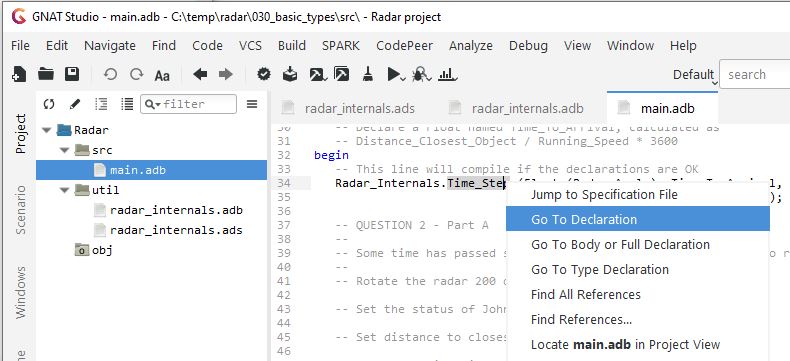 GNAT Studio - main.adb - C:\temp\radar\030_basic_types\src\ - Radar project
File Edit Navigate Find Code VCS Build SPARK CodePeer Analyze Debug View Window Help
Default
search
filter
radar_internals.ads radar_internals.adb main.adb
Project
Scenario
Windows
Radar
src
main.adb
util
radar_internals.adb
radar_internals.ads
obj
30 -- Declare a Float named Time_To_Arrival, calculated as
31 -- Distance_Closest_Object / Running_Speed * 3600
32 begin
33 -- This line will compile if the declarations are OK
34 Radar_Internals.Time_Step
35 );
36
37 -- QUESTION 2 - Part A
38 --
39 -- Some time has passed s
40 --
41 -- Rotate the radar 200
42
43 -- Set the status of John
44
45 -- Set distance to closes
46
Jump to Specification File
Go To Declaration
Go To Body or Full Declaration
Go To Type Declaration
Find All References
Find References...
Locate main.adb in Project View